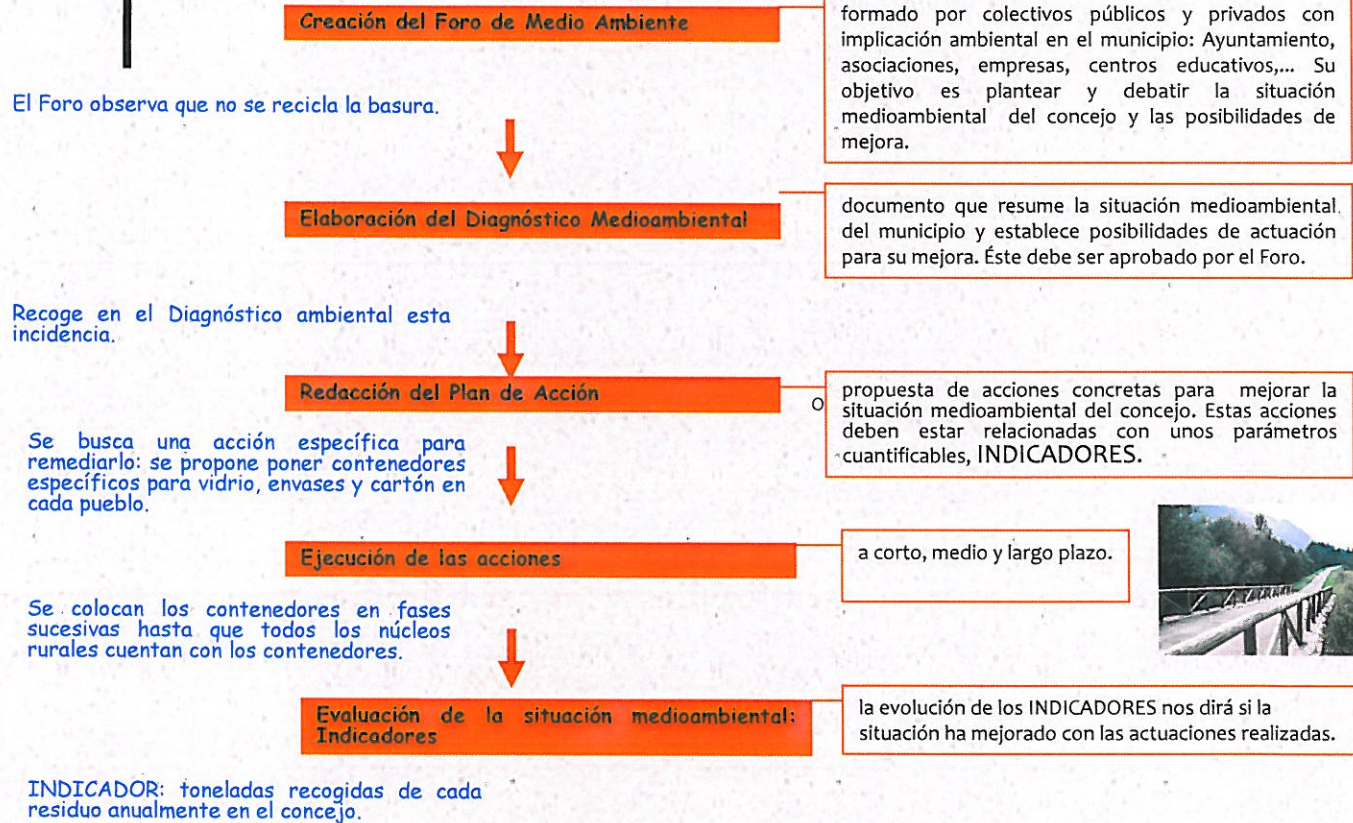 Creación del Foro de Medio Ambiente
formado por colectivos públicos y privados con
implicación ambiental en el municipio: Ayuntamiento,
asociaciones, empresas, centros educativos,... Su
objetivo es plantear y debatir la situación
medioambiental del concejo y las posibilidades de
mejora.
El Foro observa que no se recicla la basura.
Elaboración del Diagnóstico Medioambiental
documento que resume la situación medioambiental
del municipio y establece posibilidades de actuación
para su mejora. Éste debe ser aprobado por el Foro.
Recoge en el Diagnóstico ambiental esta
incidencia.
Redacción del Plan de Acción
O
propuesta de acciones concretas para mejorar la
situación medioambiental del concejo. Estas acciones
deben estar relacionadas con unos parámetros
cuantificables, INDICADORES.
Se busca una acción específica para
remediarlo: se propone poner contenedores
específicos para vidrio, envases y cartón en
cada pueblo.
Ejecución de las acciones
a corto, medio y largo plazo.
Se colocan los contenedores en fases
sucesivas hasta que todos los núcleos
rurales cuentan con los contenedores.
Evaluación de la situación medioambiental:
Indicadores
la evolución de los INDICADORES nos dirá si la
situación ha mejorado con las actuaciones realizadas.
INDICADOR: toneladas recogidas de cada
residuo anualmente en el concejo.